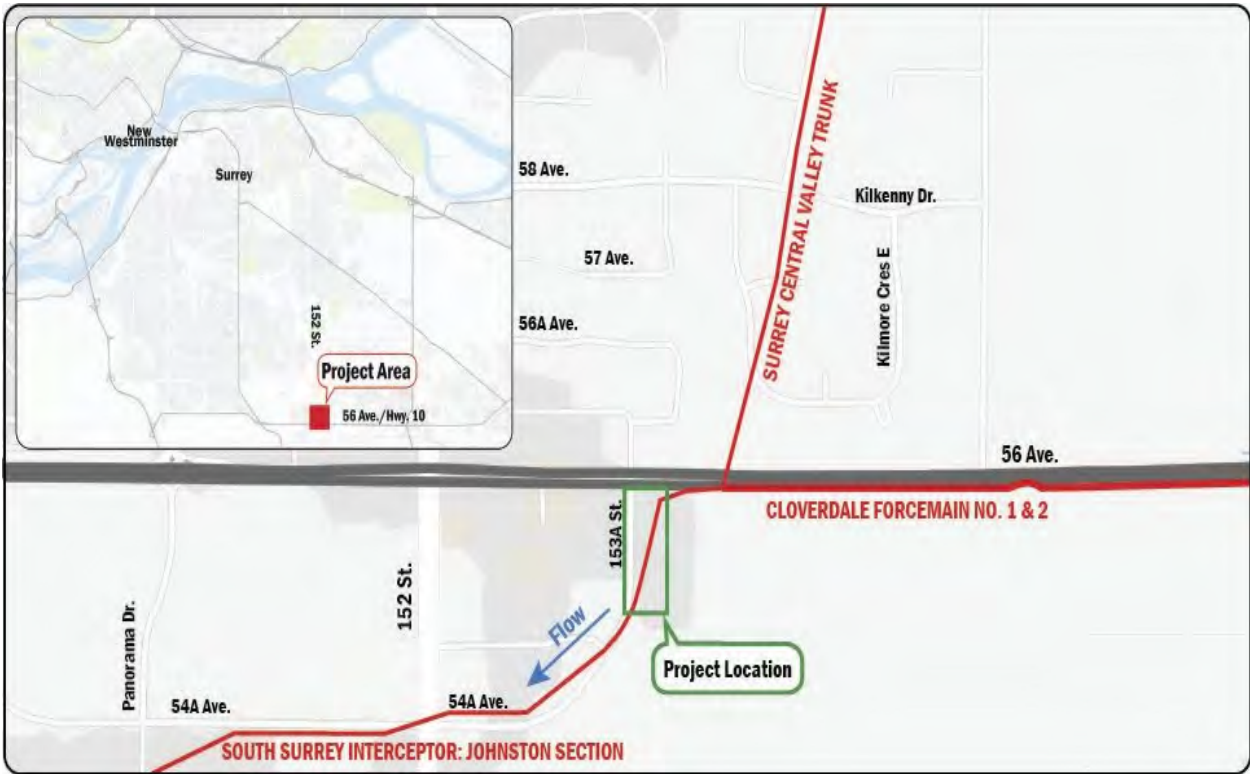 New
Westminster
Surrey
152 St.
Project Area
56 Ave./Hwy. 10
58 Ave.
57 Ave.
56A Ave.
SURREY CENTRAL VALLEY TRUNK
Kilkenny Dr.
Kilmore Cres E
56 Ave.
CLOVERDALE FORCEMAIN NO. 1 & 2
153A St.
152 St.
Panorama Dr.
Flow
Project Location
54A Ave.
54A Ave.
SOUTH SURREY INTERCEPTOR: JOHNSTON SECTION